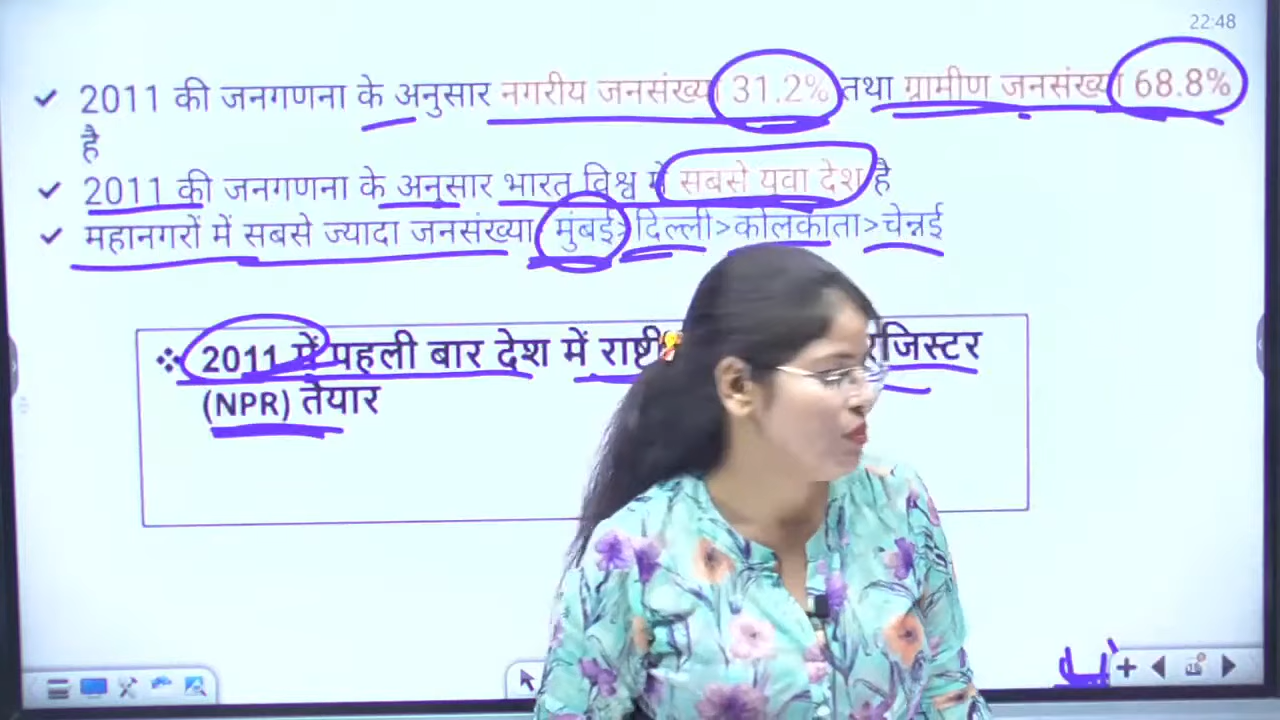 22:48
✓ 2011 की जनगणना के अनुसार नगरीय जनसंख्या 31.2% तथा ग्रामीण जनसंख्या 68.8%
है
✓ 2011 की जनगणना के अनुसार भारत विश्व में सबसे युवा देश है
✓ महानगरों में सबसे ज्यादा जनसंख्या मुंबई>दिल्ली>कोलकाता>चेन्नई
❖ 2011 में पहली बार देश में रजिस्टर
(NPR) तैयार